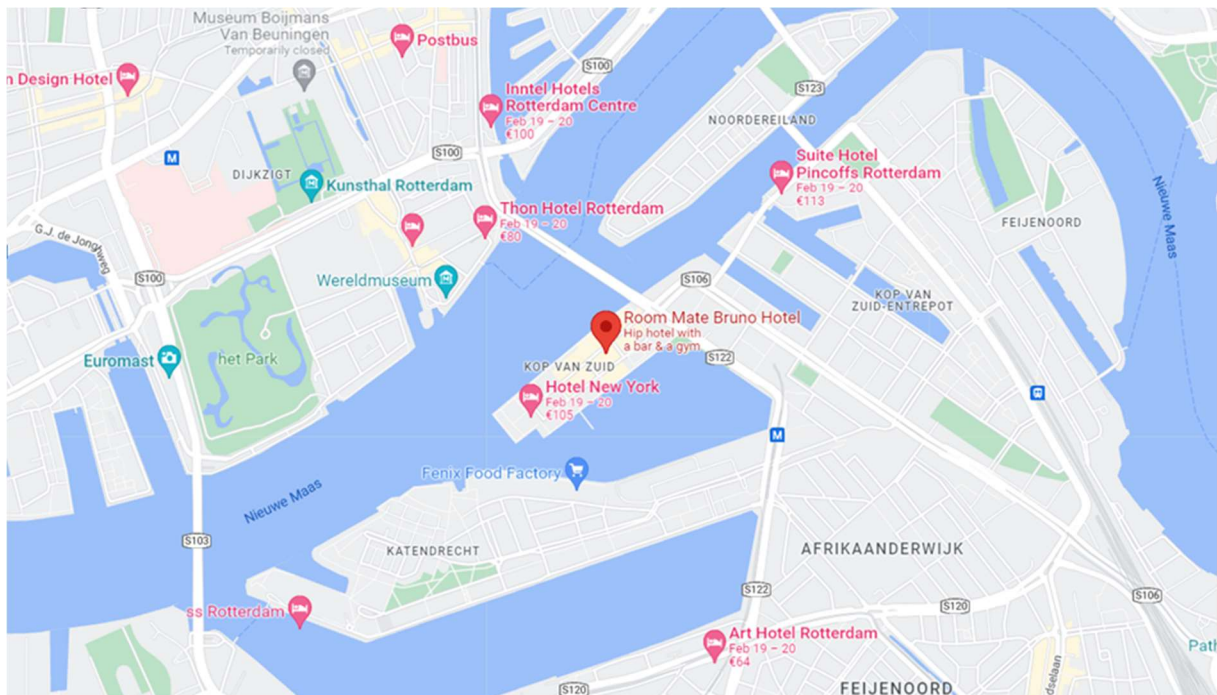 Museum Boijmans
Van Beuningen
Temporarily closed
Postbus
n Design Hotel
S100
Inntel Hotels
Rotterdam Centre
Feb 19 – 20
€100
S123
NOORDEREILAND
S100
M
DIJKZIGT
Kunsthal Rotterdam
Suite Hotel
Pincoffs Rotterdam
Feb 19 – 20
€113
Nieuwe Maas
Thon Hotel Rotterdam
Feb 19 – 20
€80
FEIJENOORD
G.J. de Jonghweg
S100
Wereldmuseum
S106
KOP VAN
ZUID-ENTREPOT
Room Mate Bruno Hotel
Hip hotel with
a bar & a gym
Euromast
het Park
KOP VAN ZUID
S122
Hotel New York
Feb 19 – 20
€105
M
Fenix Food Factory
Nieuwe Maas
S103
KATENDRECHT
AFRIKAANDERWIJK
S122
S120
S106
ss Rotterdam
Art Hotel Rotterdam
Feb 19 – 20
€64
Path
dselaan
S120
FEIJENOORD